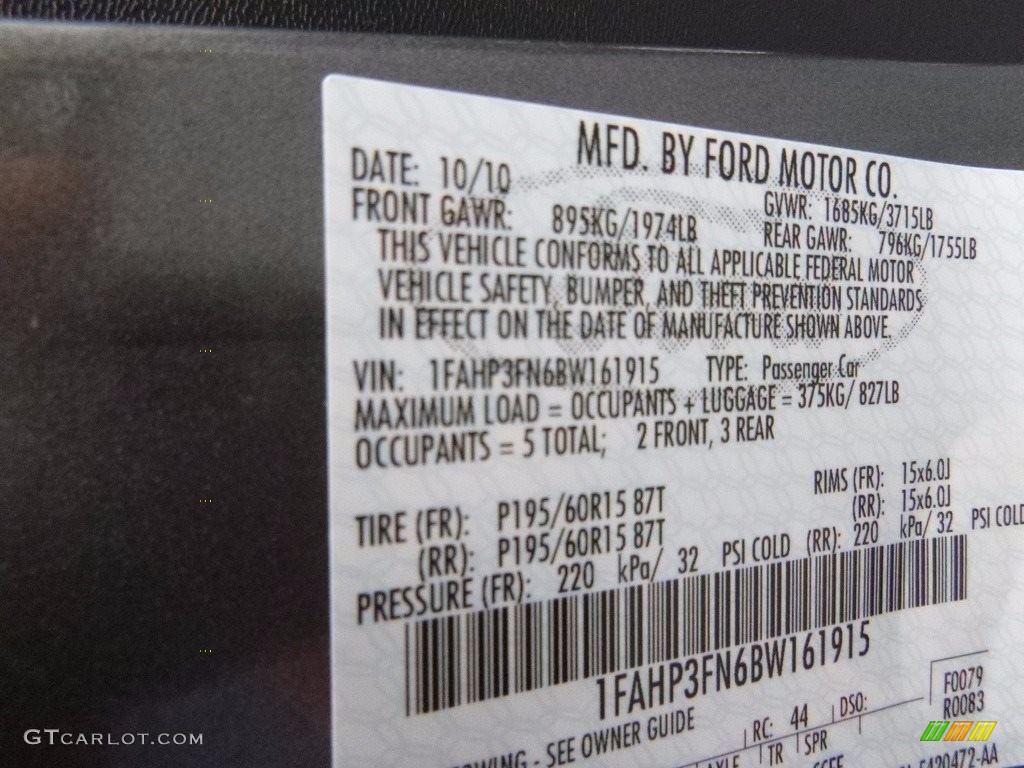 MFD. BY FORD MOTOR CO.
DATE: 10/10 GVWR: 1685KG/3715LB
FRONT GAWR: 895KG/1974LB REAR GAWR: 796KG/1755LB
THIS VEHICLE CONFORMS TO ALL APPLICABLE FEDERAL MOTOR
VEHICLE SAFETY, BUMPER, AND THEFT PREVENTION STANDARDS
IN EFFECT ON THE DATE OF MANUFACTURE SHOWN ABOVE.
VIN: 1FAHP3FN6BW161915 TYPE: Passenger Car
MAXIMUM LOAD = OCCUPANTS + LUGGAGE = 375KG/ 827LB
OCCUPANTS = 5 TOTAL; 2 FRONT, 3 REAR
TIRE (FR): P195/60R15 87T RIMS (FR): 15x6.0J
(RR): P195/60R15 87T (RR): 15x6.0J
PRESSURE (FR): 220 kPa/ 32 PSI COLD (RR): 220 kPa/ 32 PSI COLD
1FAHP3FN6BW161915
SEE OWNER GUIDE
RC: 44 DSO: F0079
R0083
TR SPR
GTCARLOT.COM